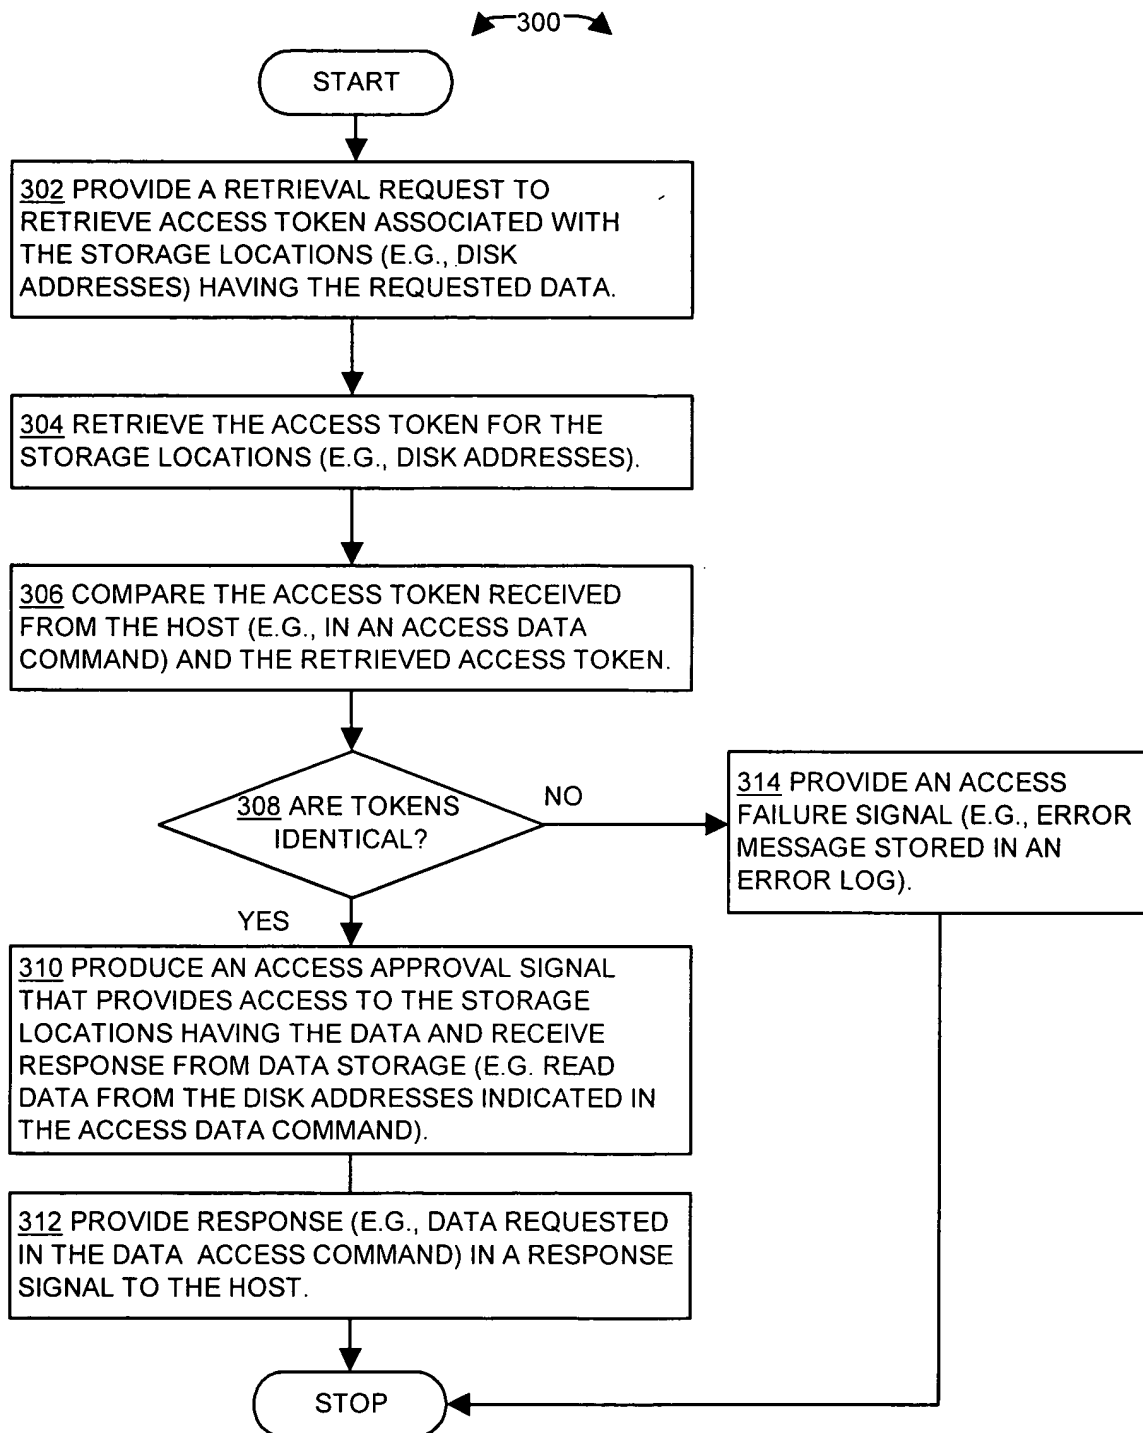 300
START
302 PROVIDE A RETRIEVAL REQUEST TO
RETRIEVE ACCESS TOKEN ASSOCIATED WITH
THE STORAGE LOCATIONS (E.G., DISK
ADDRESSES) HAVING THE REQUESTED DATA.
304 RETRIEVE THE ACCESS TOKEN FOR THE
STORAGE LOCATIONS (E.G., DISK ADDRESSES).
306 COMPARE THE ACCESS TOKEN RECEIVED
FROM THE HOST (E.G., IN AN ACCESS DATA
COMMAND) AND THE RETRIEVED ACCESS TOKEN.
308 ARE TOKENS
IDENTICAL?
NO
314 PROVIDE AN ACCESS
FAILURE SIGNAL (E.G., ERROR
MESSAGE STORED IN AN
ERROR LOG).
YES
310 PRODUCE AN ACCESS APPROVAL SIGNAL
THAT PROVIDES ACCESS TO THE STORAGE
LOCATIONS HAVING THE DATA AND RECEIVE
RESPONSE FROM DATA STORAGE (E.G. READ
DATA FROM THE DISK ADDRESSES INDICATED IN
THE ACCESS DATA COMMAND).
312 PROVIDE RESPONSE (E.G., DATA REQUESTED
IN THE DATA ACCESS COMMAND) IN A RESPONSE
SIGNAL TO THE HOST.
STOP